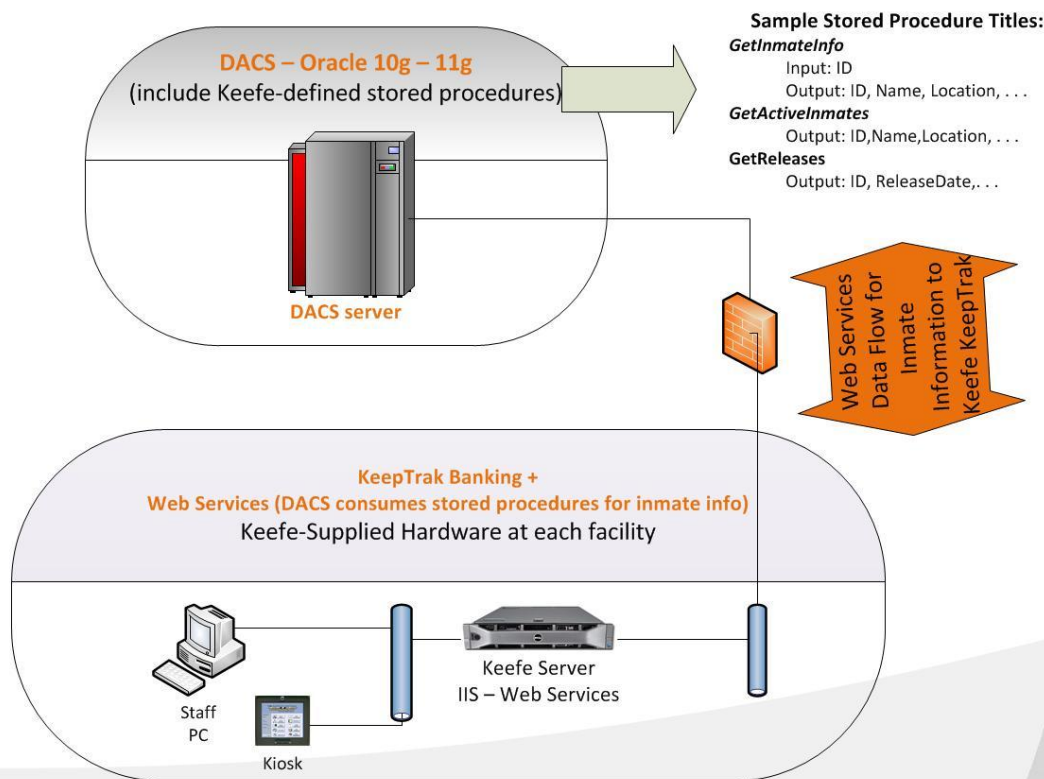 Sample Stored Procedure Titles:
GetInmateInfo
Input: ID
Output: ID, Name, Location, . . .
GetActiveInmates
Output: ID,Name,Location, . . .
GetReleases
Output: ID, ReleaseDate,. . .
DACS – Oracle 10g – 11g
(include Keefe-defined stored procedures)
DACS server
Web Services
Data Flow for
Inmate
Information to
Keefe KeepTrak
KeepTrak Banking +
Web Services (DACS consumes stored procedures for inmate info)
Keefe-Supplied Hardware at each facility
Staff
PC
Kiosk
Keefe Server
IIS – Web Services